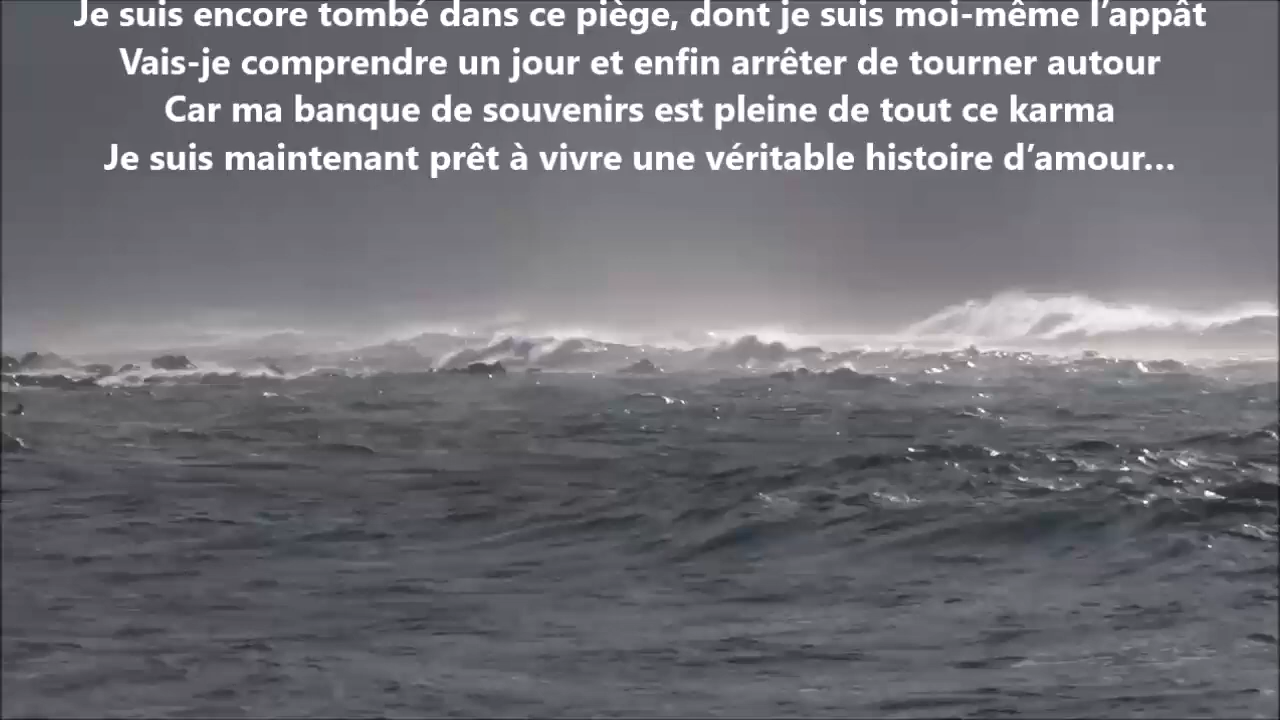 Je suis encore tombé dans ce piège, dont je suis moi-même l’appât
Vais-je comprendre un jour et enfin arrêter de tourner autour
Car ma banque de souvenirs est pleine de tout ce karma
Je suis maintenant prêt à vivre une véritable histoire d’amour…